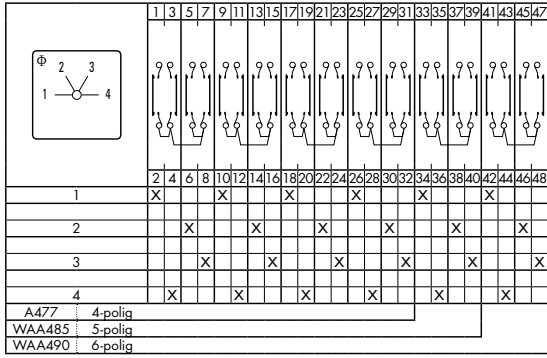 1 3 5 7 9 11 13 15 17 19 21 23 25 27 29 31 33 35 37 39 41 43 45 47
Φ
2 3
1 4
2 4 6 8 10 12 14 16 18 20 22 24 26 28 30 32 34 36 38 40 42 44 46 48
1 X X X X X X
2 X X X X X X
3 X X X X X X
4 X X X X X X
A477 4-polig
WAA485 5-polig
WAA490 6-polig